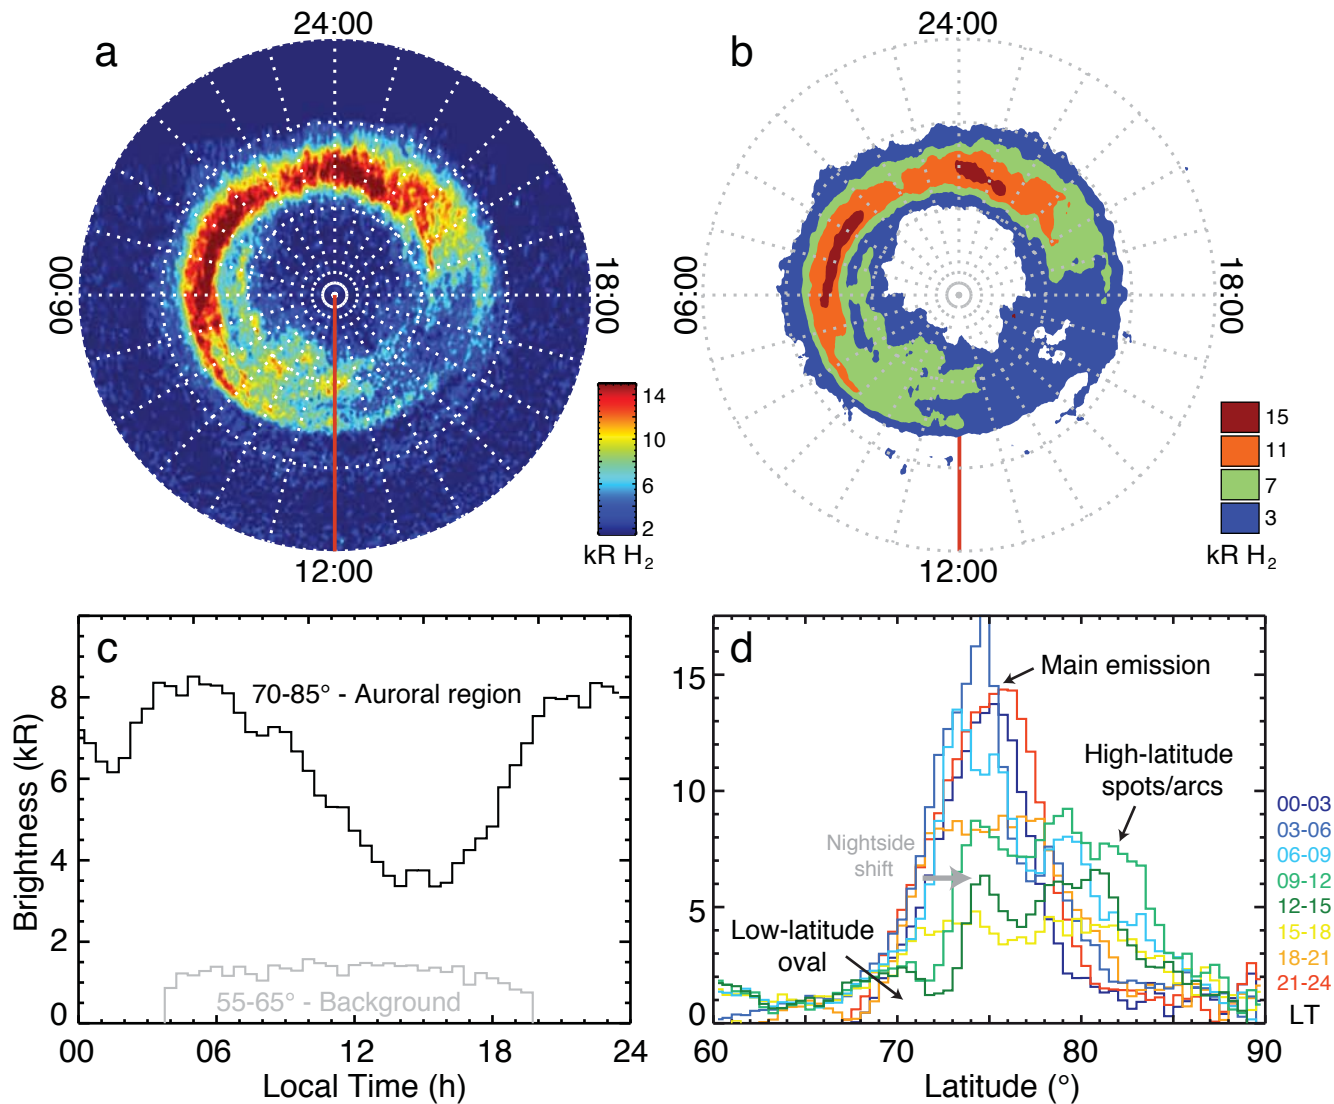 a
24:00
06:00
18:00
12:00
14
10
6
2
kR H2
b
24:00
06:00
18:00
12:00
15
11
7
3
kR H2
c
70-85° - Auroral region
55-65° - Background
Brightness (kR)
8
6
4
2
0
00
06
12
18
24
Local Time (h)
d
Main emission
High-latitude
spots/arcs
Nightside
shift
Low-latitude
oval
15
10
5
0
60
70
80
90
Latitude (°)
00-03
03-06
06-09
09-12
12-15
15-18
18-21
21-24
LT